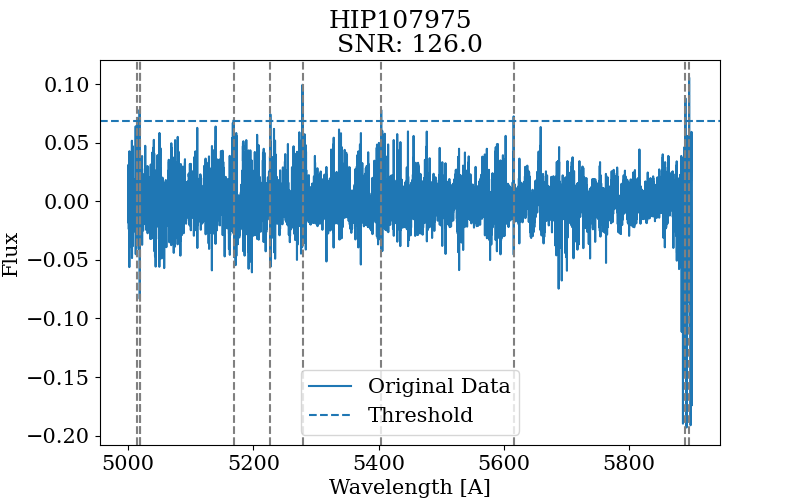 HIP107975
SNR: 126.0
0.10
0.05
0.00
−0.05
−0.10
−0.15
−0.20
Flux
Original Data
Threshold
5000 5200 5400 5600 5800
Wavelength [A]